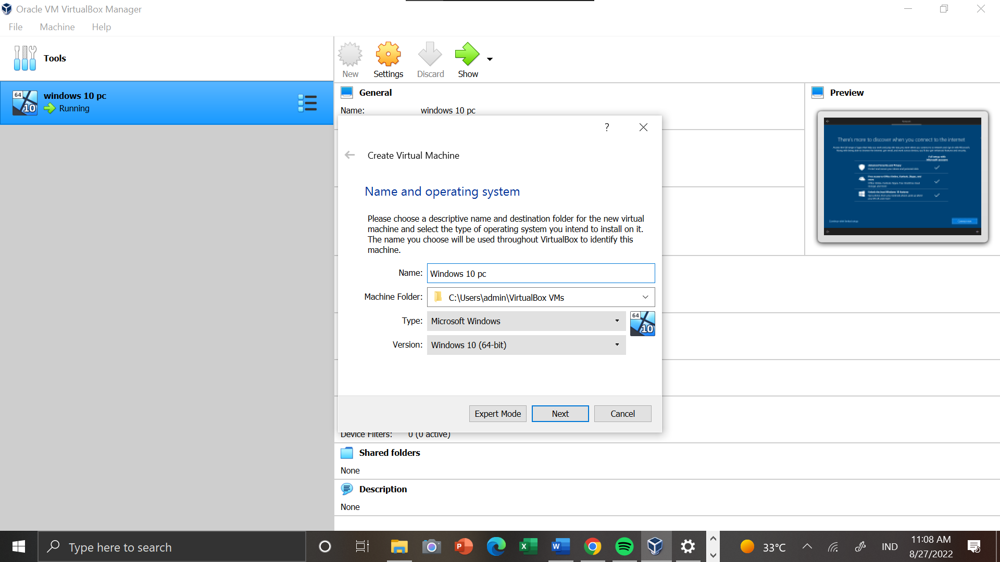 Oracle VM VirtualBox Manager
File Machine Help
Tools
New Settings Discard Show
64
10
windows 10 pc
Running
General
Name: windows 10 pc
Preview
There's more to discover when you connect to the internet
?
Create Virtual Machine
Name and operating system
Please choose a descriptive name and destination folder for the new virtual
machine and select the type of operating system you intend to install on it.
The name you choose will be used throughout VirtualBox to identify this
machine.
Name: Windows 10 pc
Machine Folder: C:\Users\admin\VirtualBox VMs
Type: Microsoft Windows
64
10
Version: Windows 10 (64-bit)
Expert Mode Next Cancel
Device Filters: 0 (0 active)
Shared folders
None
Description
None
Type here to search
33°C
IND
11:08 AM
8/27/2022